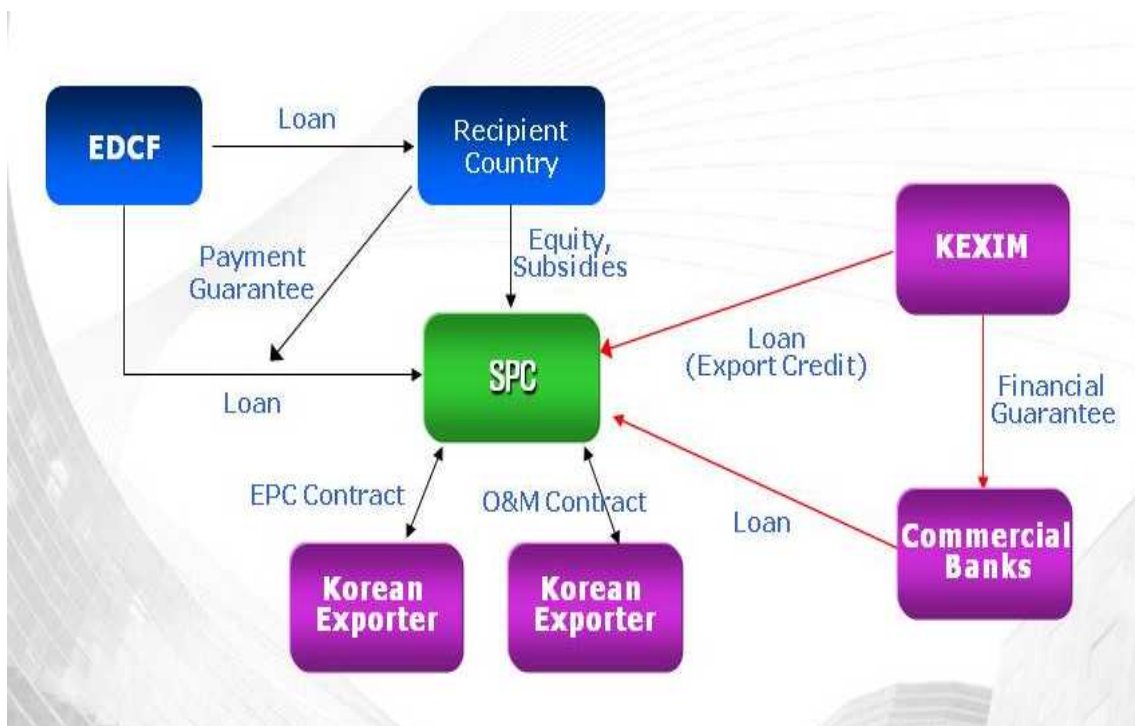 EDCF
Loan
Recipient
Country
Payment
Guarantee
Equity,
Subsidies
KEXIM
Loan
SPC
Loan
(Export Credit)
Financial
Guarantee
EPC Contract
O&M Contract
Loan
Commercial
Banks
Korean
Exporter
Korean
Exporter